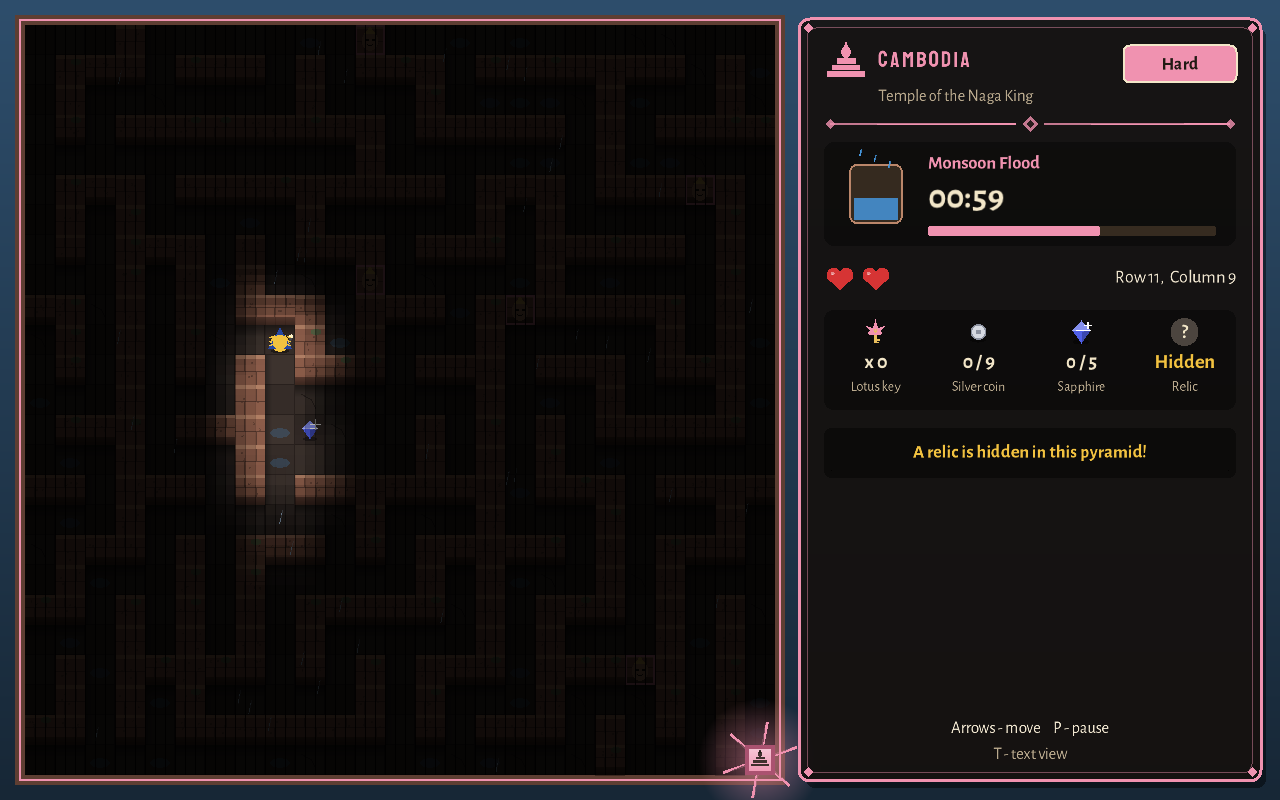 CAMBODIA
Hard
Temple of the Naga King
Monsoon Flood
00:59
Row 11, Column 9
?
x 0
0 / 9
0 / 5
Hidden
Lotus key
Silver coin
Sapphire
Relic
A relic is hidden in this pyramid!
Arrows - move P - pause
T - text view